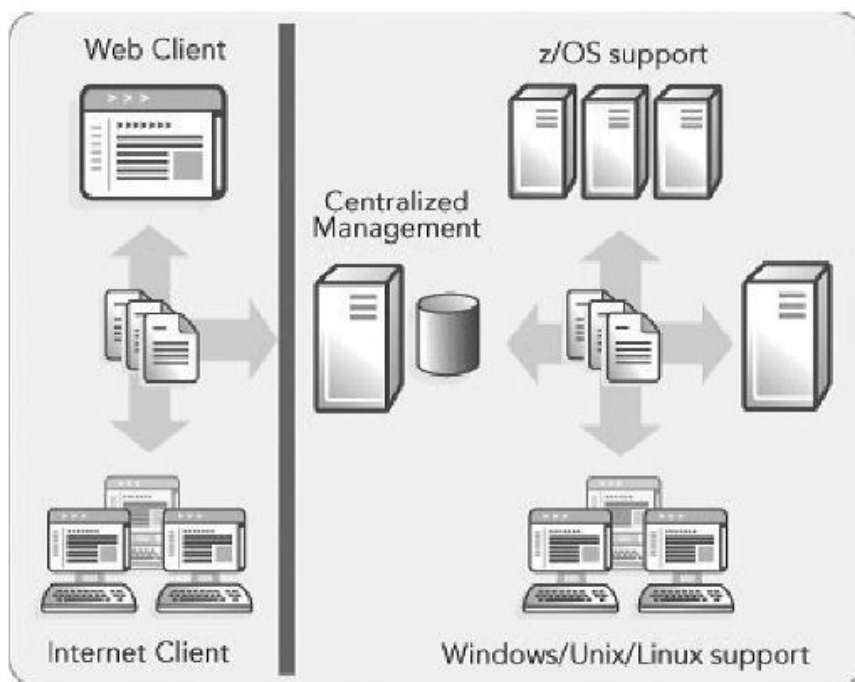 Web Client
z/OS support
>>>
Centralized
Management
Internet Client
Windows/Unix/Linux support